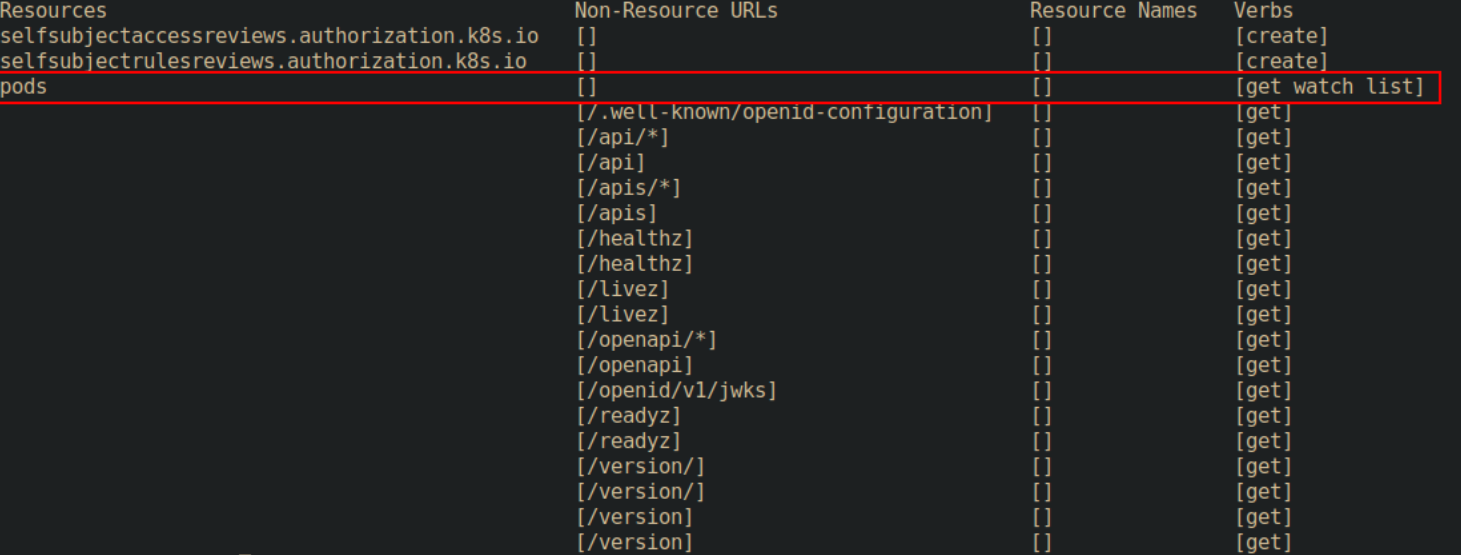 Resources Non-Resource URLs Resource Names Verbs
selfsubjectaccessreviews.authorization.k8s.io [] [] [create]
selfsubjectrulesreviews.authorization.k8s.io [] [] [create]
pods [] [] [get watch list]
[/.well-known/openid-configuration] [] [get]
[/api/*] [] [get]
[/api] [] [get]
[/apis/*] [] [get]
[/apis] [] [get]
[/healthz] [] [get]
[/healthz] [] [get]
[/livez] [] [get]
[/livez] [] [get]
[/openapi/*] [] [get]
[/openapi] [] [get]
[/openid/v1/jwks] [] [get]
[/readyz] [] [get]
[/readyz] [] [get]
[/version/] [] [get]
[/version/] [] [get]
[/version] [] [get]
[/version] [] [get]